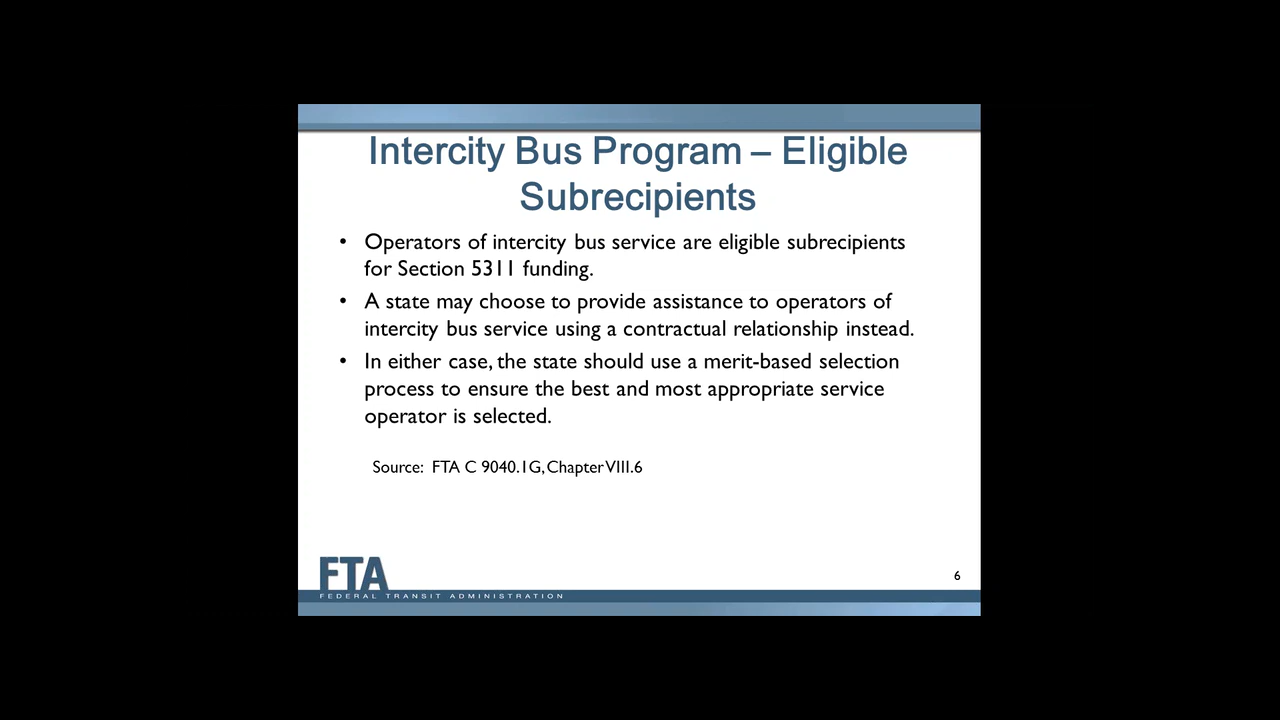 Intercity Bus Program – Eligible
Subrecipients
• Operators of intercity bus service are eligible subrecipients
for Section 5311 funding.
• A state may choose to provide assistance to operators of
intercity bus service using a contractual relationship instead.
• In either case, the state should use a merit-based selection
process to ensure the best and most appropriate service
operator is selected.
Source: FTA C 9040.1G, Chapter VIII.6
FTA
FEDERAL TRANSIT ADMINISTRATION
6